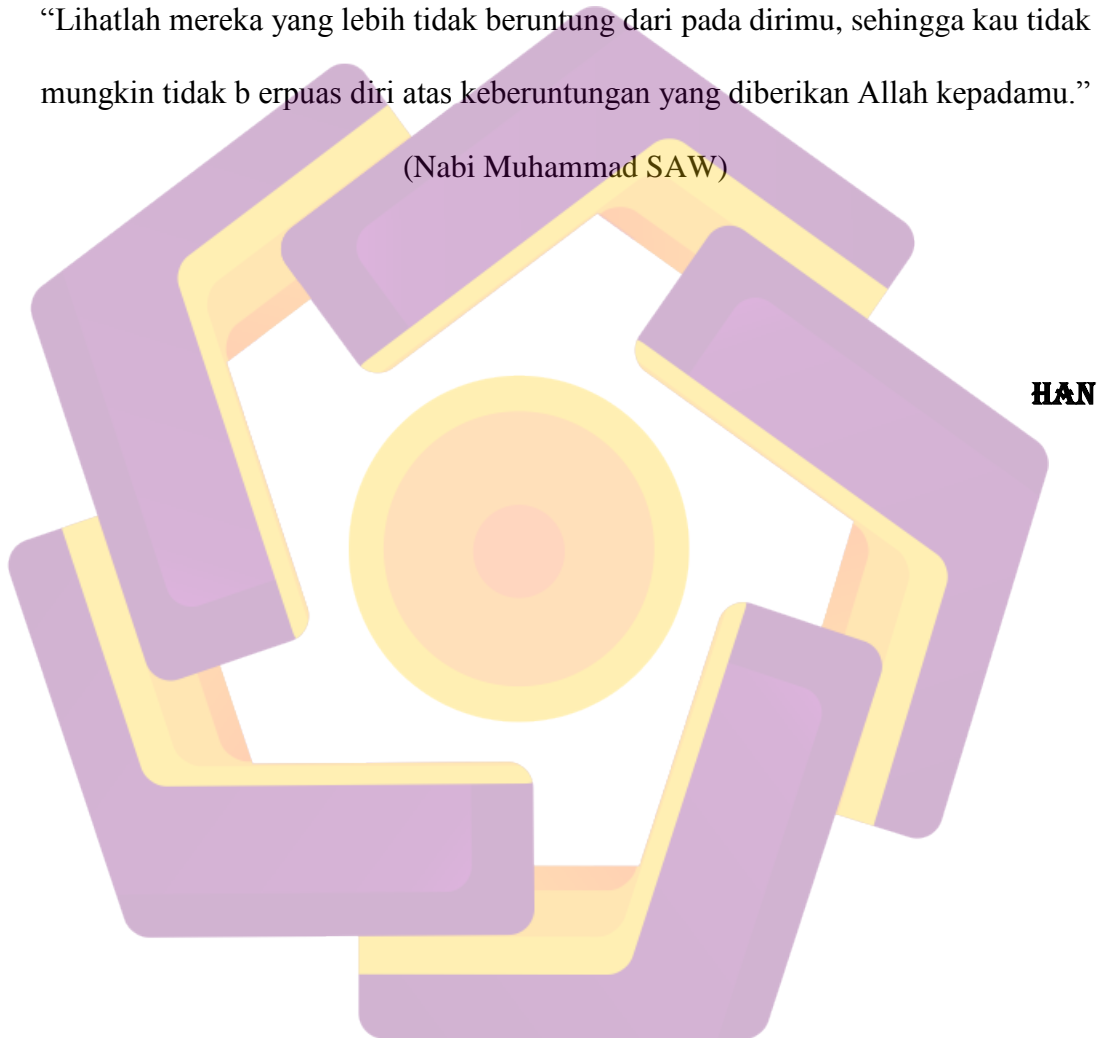 “Lihatlah mereka yang lebih tidak beruntung dari pada dirimu, sehingga kau tidak
mungkin tidak b erpuas diri atas keberuntungan yang diberikan Allah kepadamu.”
(Nabi Muhammad SAW)
HAN